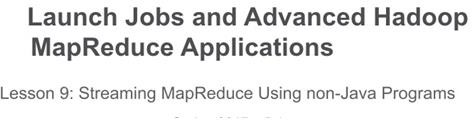 Launch Jobs and Advanced Hadoop
MapReduce Applications
Lesson 9: Streaming MapReduce Using non-Java Programs